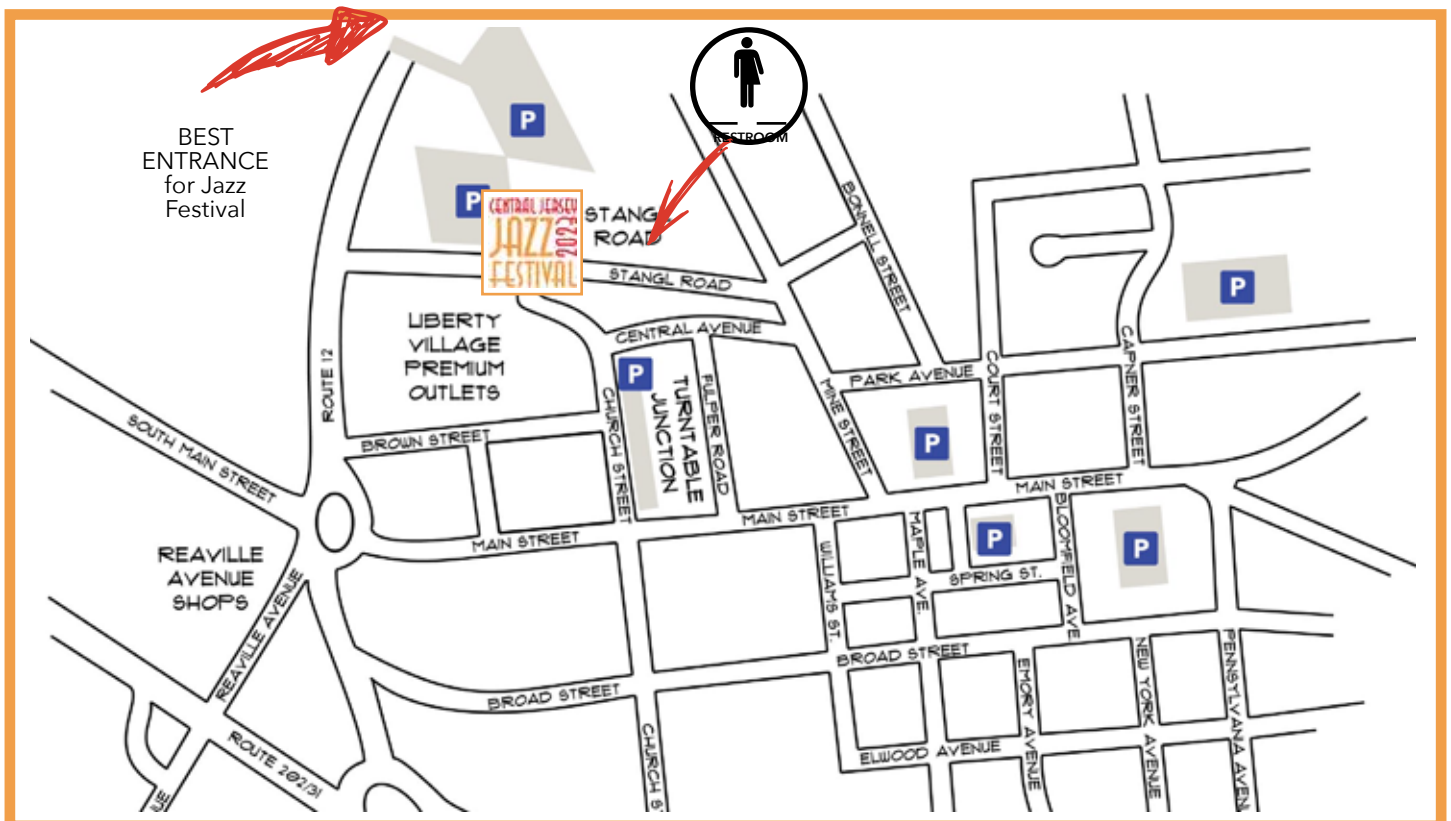 BEST
ENTRANCE
for Jazz
Festival
RESTROOM
P
P
CENTRAL JERSEY
JAZZ
2023
FESTIVAL
STANGL
ROAD
STANGL ROAD
BONNELL STREET
P
LIBERTY
VILLAGE
PREMIUM
OUTLETS
CENTRAL AVENUE
ROUTE 12
P
TURNTABLE
JUNCTION
FULPER ROAD
CHURCH STREET
MINE STREET
PARK AVENUE
COURT STREET
CAPNER STREET
SOUTH MAIN STREET
BROWN STREET
P
MAIN STREET
MAIN STREET
MAIN STREET
REAVILLE
AVENUE
SHOPS
REAVILLE AVENUE
WILLIAMS ST.
MAPLE AVE.
P
SPRING ST.
BLOOMFIELD AVE
P
BROAD STREET
BROAD STREET
EMORY AVENUE
NEW YORK AVENUE
PENNSYLVANIA AVEN
ROUTE 202/31
CHURCH S
ELWOOD AVENUE
UE